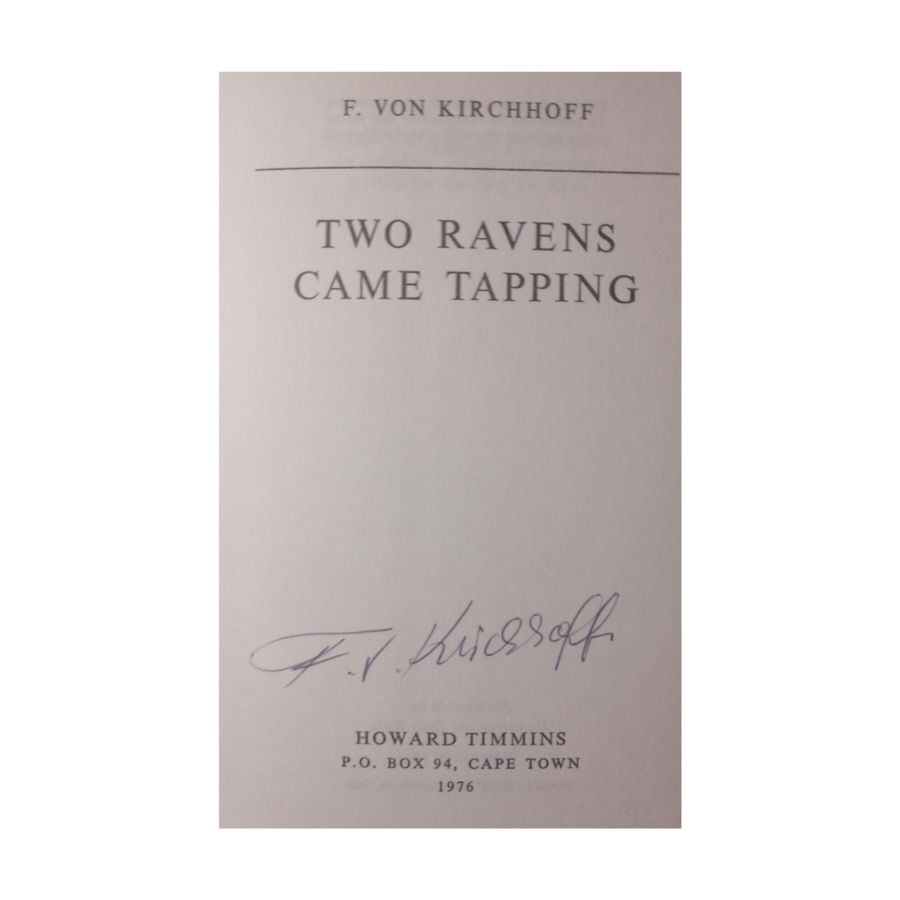 F. VON KIRCHHOFF
TWO RAVENS
CAME TAPPING
F. v. Kirchhoff
HOWARD TIMMINS
P.O. BOX 94, CAPE TOWN
1976